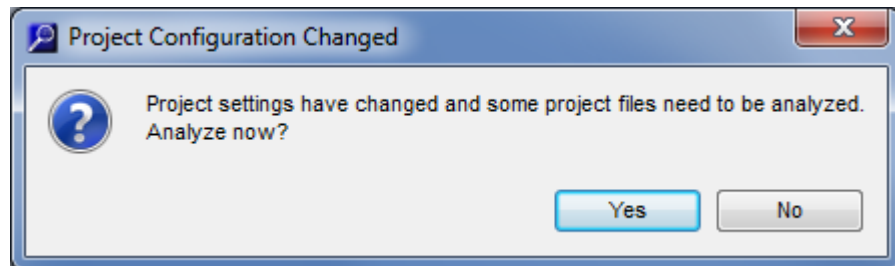 Project Configuration Changed
Project settings have changed and some project files need to be analyzed.
Analyze now?
Yes No